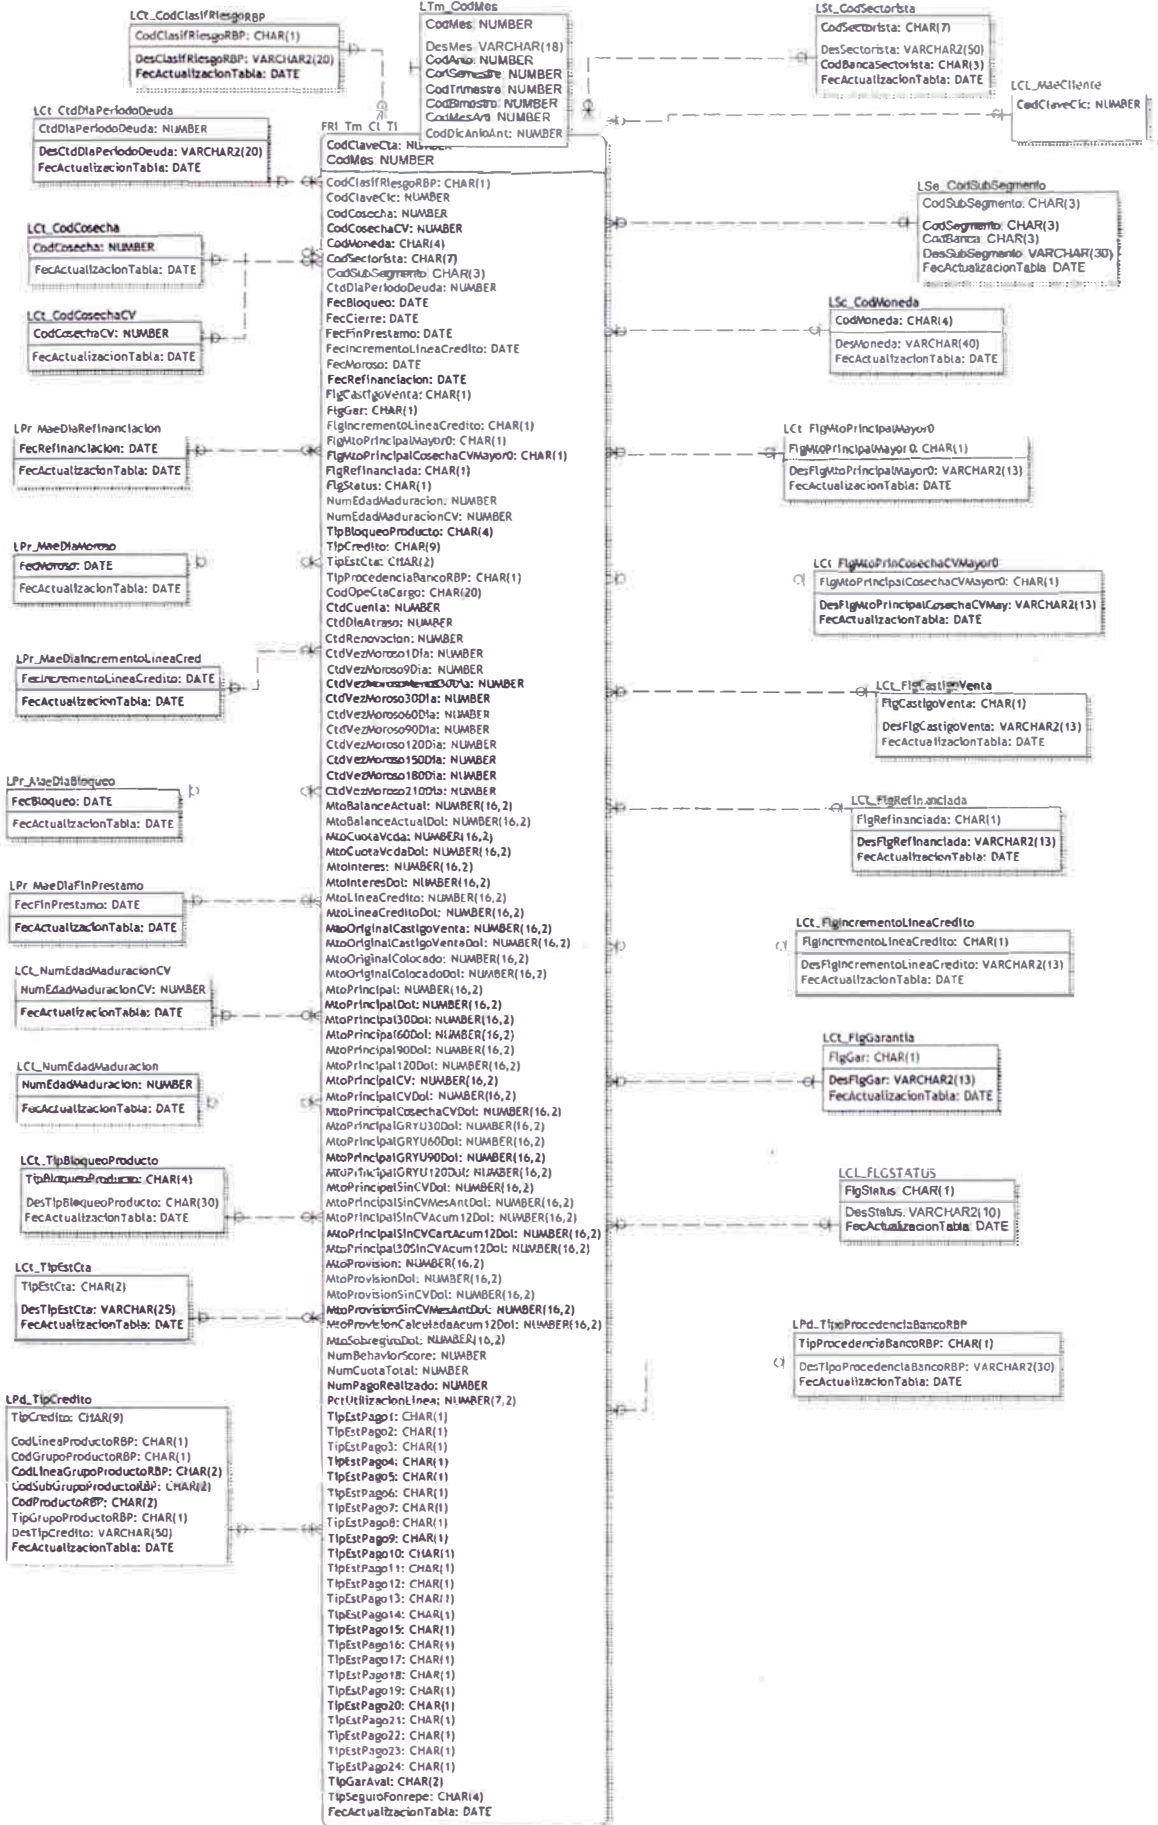 LCt_CodClasifRiesgoRBP
CodClasifRiesgoRBP: CHAR(1)
DesClasifRiesgoRBP: VARCHAR2(20)
FecActualizacionTabla: DATE
LTm_CodMes
CodMes: NUMBER
DesMes: VARCHAR(18)
CodAnio: NUMBER
CodSemestre: NUMBER
CodTrimestre: NUMBER
CodBimestre: NUMBER
CodMesAnt: NUMBER
CodDicAnioAnt: NUMBER
LSt_CodSectorista
CodSectorista: CHAR(7)
DesSectorista: VARCHAR2(50)
CodBancaSectorista: CHAR(3)
FecActualizacionTabla: DATE
LCL_MaeCliente
CodClaveCic: NUMBER
LCt_CtdDiaPeriodoDeuda
CtdDiaPeriodoDeuda: NUMBER
DesCtdDiaPeriodoDeuda: VARCHAR2(20)
FecActualizacionTabla: DATE
LCt_CodCosecha
CodCosecha: NUMBER
FecActualizacionTabla: DATE
LCt_CodCosechaCV
CodCosechaCV: NUMBER
FecActualizacionTabla: DATE
LPr_MaeDiaRefinanciacion
FecRefinanciacion: DATE
FecActualizacionTabla: DATE
LPr_MaeDiaMoroso
FecMoroso: DATE
FecActualizacionTabla: DATE
LPr_MaeDiaIncrementoLineaCred
FecIncrementoLineaCredito: DATE
FecActualizacionTabla: DATE
LPr_MaeDiaBloqueo
FecBloqueo: DATE
FecActualizacionTabla: DATE
LPr_MaeDiaFinPrestamo
FecFinPrestamo: DATE
FecActualizacionTabla: DATE
LCt_NumEdadMaduracionCV
NumEdadMaduracionCV: NUMBER
FecActualizacionTabla: DATE
LCt_NumEdadMaduracion
NumEdadMaduracion: NUMBER
FecActualizacionTabla: DATE
LCt_TipBloqueoProducto
TipBloqueoProducto: CHAR(4)
DesTipBloqueoProducto: CHAR(30)
FecActualizacionTabla: DATE
LCt_TipEstCta
TipEstCta: CHAR(2)
DesTipEstCta: VARCHAR(25)
FecActualizacionTabla: DATE
LPd_TipCredito
TipCredito: CHAR(9)
CodLineaProductoRBP: CHAR(1)
CodGrupoProductoRBP: CHAR(1)
CodLineaGrupoProductoRBP: CHAR(2)
CodSubGrupoProductoRBP: CHAR(2)
CodProductoRBP: CHAR(2)
TipGrupoProductoRBP: CHAR(1)
DesTipCredito: VARCHAR(50)
FecActualizacionTabla: DATE
FRI_Tm_Ct_Ti
CodClaveCta: NUMBER
CodMes: NUMBER
CodClasifRiesgoRBP: CHAR(1)
CodClaveCic: NUMBER
CodCosecha: NUMBER
CodCosechaCV: NUMBER
CodMoneda: CHAR(4)
CodSectorista: CHAR(7)
CodSubSegmento: CHAR(3)
CtdDiaPeriodoDeuda: NUMBER
FecBloqueo: DATE
FecCierre: DATE
FecFinPrestamo: DATE
FecIncrementoLineaCredito: DATE
FecMoroso: DATE
FecRefinanciacion: DATE
FlgCastigoVenta: CHAR(1)
FlgGar: CHAR(1)
FlgIncrementoLineaCredito: CHAR(1)
FlgMtoPrincipalMayor0: CHAR(1)
FlgMtoPrincipalCosechaCVMayor0: CHAR(1)
FlgRefinanciada: CHAR(1)
FlgStatus: CHAR(1)
NumEdadMaduracion: NUMBER
NumEdadMaduracionCV: NUMBER
TipBloqueoProducto: CHAR(4)
TipCredito: CHAR(9)
TipEstCta: CHAR(2)
TipProcedenciaBancoRBP: CHAR(1)
CodOpeCtaCargo: CHAR(20)
CtdCuenta: NUMBER
CtdDiaAtraso: NUMBER
CtdRenovacion: NUMBER
CtdVezMoroso1Dia: NUMBER
CtdVezMoroso9Dia: NUMBER
CtdVezMorosoMenos30Dia: NUMBER
CtdVezMoroso30Dia: NUMBER
CtdVezMoroso60Dia: NUMBER
CtdVezMoroso90Dia: NUMBER
CtdVezMoroso120Dia: NUMBER
CtdVezMoroso150Dia: NUMBER
CtdVezMoroso180Dia: NUMBER
CtdVezMoroso210Dia: NUMBER
MtoBalanceActual: NUMBER(16,2)
MtoBalanceActualDol: NUMBER(16,2)
MtoCuotaVcda: NUMBER(16,2)
MtoCuotaVcdaDol: NUMBER(16,2)
MtoInteres: NUMBER(16,2)
MtoInteresDol: NUMBER(16,2)
MtoLineaCredito: NUMBER(16,2)
MtoLineaCreditoDol: NUMBER(16,2)
MtoOriginalCastigoVenta: NUMBER(16,2)
MtoOriginalCastigoVentaDol: NUMBER(16,2)
MtoOriginalColocado: NUMBER(16,2)
MtoOriginalColocadoDol: NUMBER(16,2)
MtoPrincipal: NUMBER(16,2)
MtoPrincipalDol: NUMBER(16,2)
MtoPrincipal30Dol: NUMBER(16,2)
MtoPrincipal60Dol: NUMBER(16,2)
MtoPrincipal90Dol: NUMBER(16,2)
MtoPrincipal120Dol: NUMBER(16,2)
MtoPrincipalCV: NUMBER(16,2)
MtoPrincipalCVDol: NUMBER(16,2)
MtoPrincipalCosechaCVDol: NUMBER(16,2)
MtoPrincipalGRYU30Dol: NUMBER(16,2)
MtoPrincipalGRYU60Dol: NUMBER(16,2)
MtoPrincipalGRYU90Dol: NUMBER(16,2)
MtoPrincipalGRYU120Dol: NUMBER(16,2)
MtoPrincipalSinCVDol: NUMBER(16,2)
MtoPrincipalSinCVMesAntDol: NUMBER(16,2)
MtoPrincipalSinCVAcum12Dol: NUMBER(16,2)
MtoPrincipalSinCVCartAcum12Dol: NUMBER(16,2)
MtoPrincipal30SinCVAcum12Dol: NUMBER(16,2)
MtoProvision: NUMBER(16,2)
MtoProvisionDol: NUMBER(16,2)
MtoProvisionSinCVDol: NUMBER(16,2)
MtoProvisionSinCVMesAntDol: NUMBER(16,2)
MtoProvisionCalculadaAcum12Dol: NUMBER(16,2)
MtoSobregiroDol: NUMBER(16,2)
NumBehaviorScore: NUMBER
NumCuotaTotal: NUMBER
NumPagoRealizado: NUMBER
PctUtilizacionLinea: NUMBER(7,2)
TipEstPago1: CHAR(1)
TipEstPago2: CHAR(1)
TipEstPago3: CHAR(1)
TipEstPago4: CHAR(1)
TipEstPago5: CHAR(1)
TipEstPago6: CHAR(1)
TipEstPago7: CHAR(1)
TipEstPago8: CHAR(1)
TipEstPago9: CHAR(1)
TipEstPago10: CHAR(1)
TipEstPago11: CHAR(1)
TipEstPago12: CHAR(1)
TipEstPago13: CHAR(1)
TipEstPago14: CHAR(1)
TipEstPago15: CHAR(1)
TipEstPago16: CHAR(1)
TipEstPago17: CHAR(1)
TipEstPago18: CHAR(1)
TipEstPago19: CHAR(1)
TipEstPago20: CHAR(1)
TipEstPago21: CHAR(1)
TipEstPago22: CHAR(1)
TipEstPago23: CHAR(1)
TipEstPago24: CHAR(1)
TipGarAval: CHAR(2)
TipSeguroFonrepe: CHAR(4)
FecActualizacionTabla: DATE
LSe_CodSubSegmento
CodSubSegmento: CHAR(3)
CodSegmento: CHAR(3)
CodBanca: CHAR(3)
DesSubSegmento: VARCHAR(30)
FecActualizacionTabla: DATE
LSc_CodMoneda
CodMoneda: CHAR(4)
DesMoneda: VARCHAR(40)
FecActualizacionTabla: DATE
LCt_FlgMtoPrincipalMayor0
FlgMtoPrincipalMayor0: CHAR(1)
DesFlgMtoPrincipalMayor0: VARCHAR2(13)
FecActualizacionTabla: DATE
LCt_FlgMtoPrinCosechaCVMayor0
FlgMtoPrincipalCosechaCVMayor0: CHAR(1)
DesFlgMtoPrincipalCosechaCVMay: VARCHAR2(13)
FecActualizacionTabla: DATE
LCt_FlgCastigoVenta
FlgCastigoVenta: CHAR(1)
DesFlgCastigoVenta: VARCHAR2(13)
FecActualizacionTabla: DATE
LCt_FlgRefinanciada
FlgRefinanciada: CHAR(1)
DesFlgRefinanciada: VARCHAR2(13)
FecActualizacionTabla: DATE
LCt_FlgIncrementoLineaCredito
FlgIncrementoLineaCredito: CHAR(1)
DesFlgIncrementoLineaCredito: VARCHAR2(13)
FecActualizacionTabla: DATE
LCt_FlgGarantia
FlgGar: CHAR(1)
DesFlgGar: VARCHAR2(13)
FecActualizacionTabla: DATE
LCL_FLGSTATUS
FlgStatus: CHAR(1)
DesStatus: VARCHAR2(10)
FecActualizacionTabla: DATE
LPd_TipoProcedenciaBancoRBP
TipProcedenciaBancoRBP: CHAR(1)
DesTipoProcedenciaBancoRBP: VARCHAR2(30)
FecActualizacionTabla: DATE